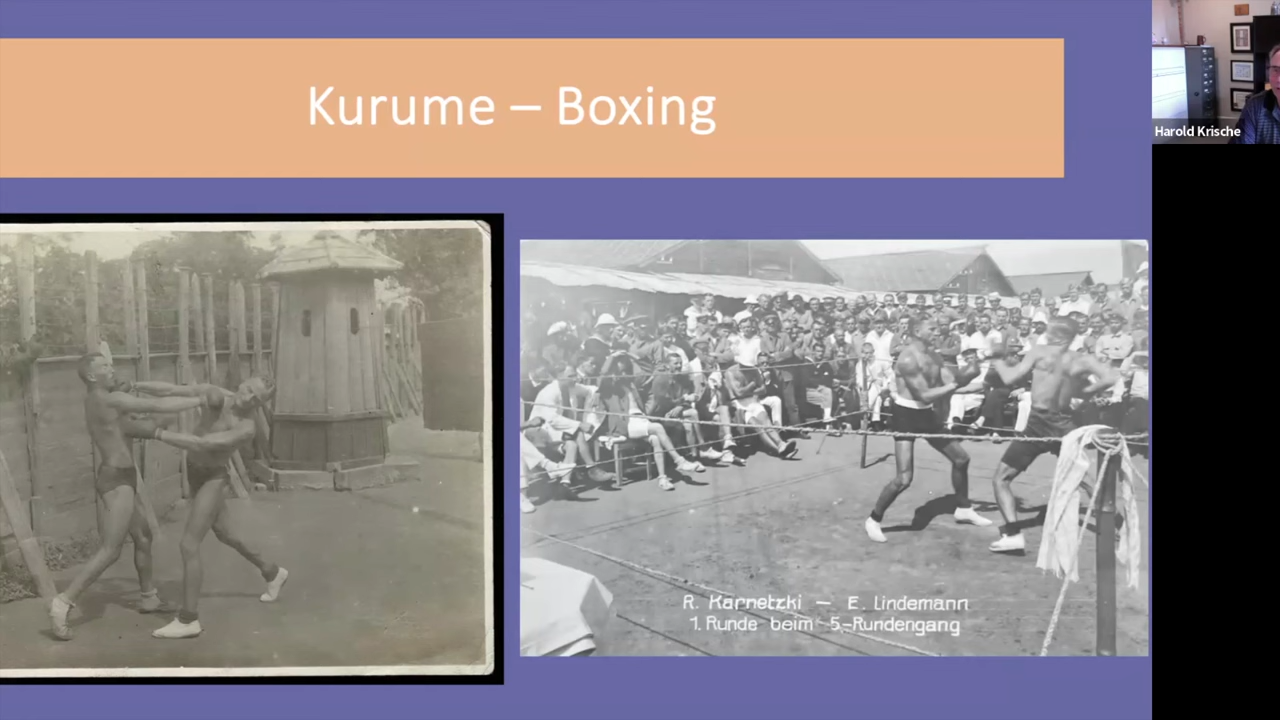 Kurume – Boxing
Harold Krische
R. Karnetzki – E. Lindemann
1. Runde beim 5-Rundengang